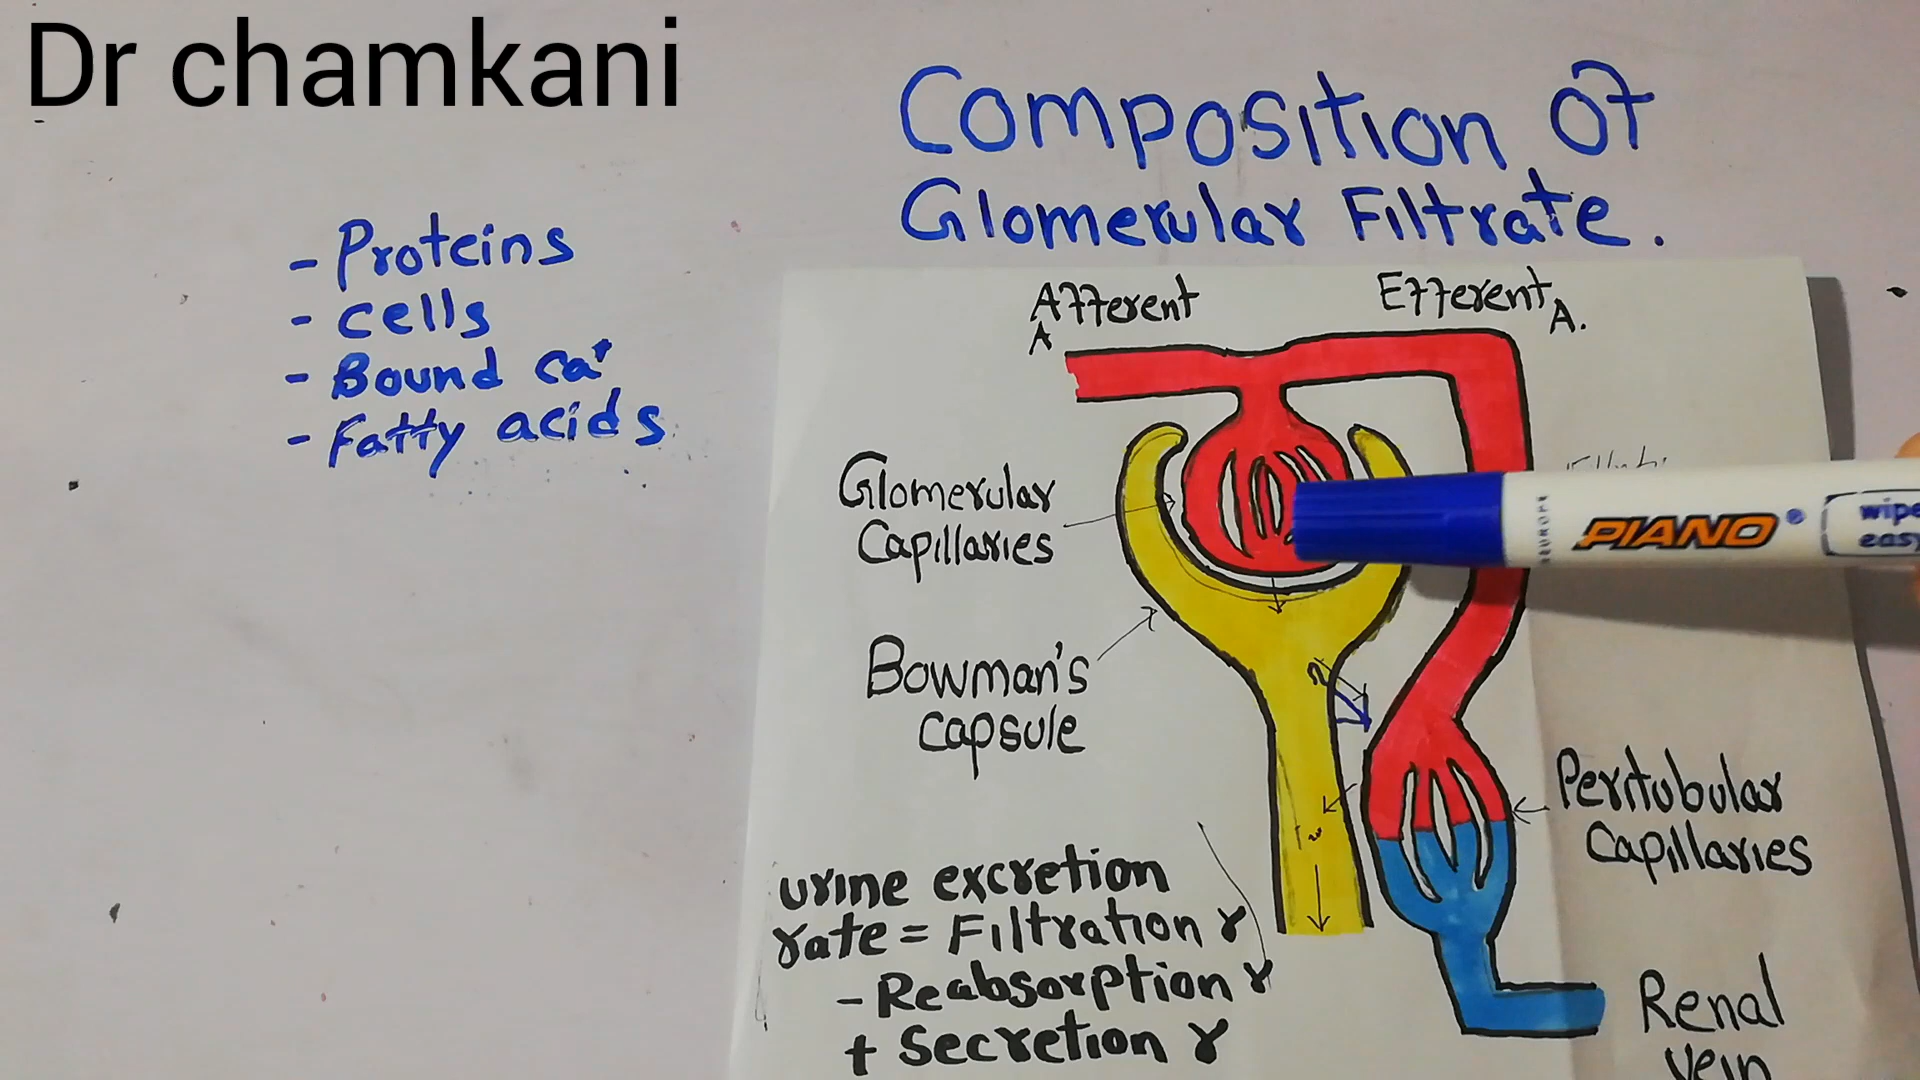 Dr chamkani
Composition of
Glomerular Filtrate.
- Proteins
- cells
- Bound ca+
- Fatty acids
Afferent
A
Efferent
A.
Glomerular
Capillaries
PIANO®
wipe
easy
Bowman's
capsule
Peritubular
Capillaries
urine excretion
rate = Filtration r
- Reabsorption r
+ Secretion r
Renal
vein